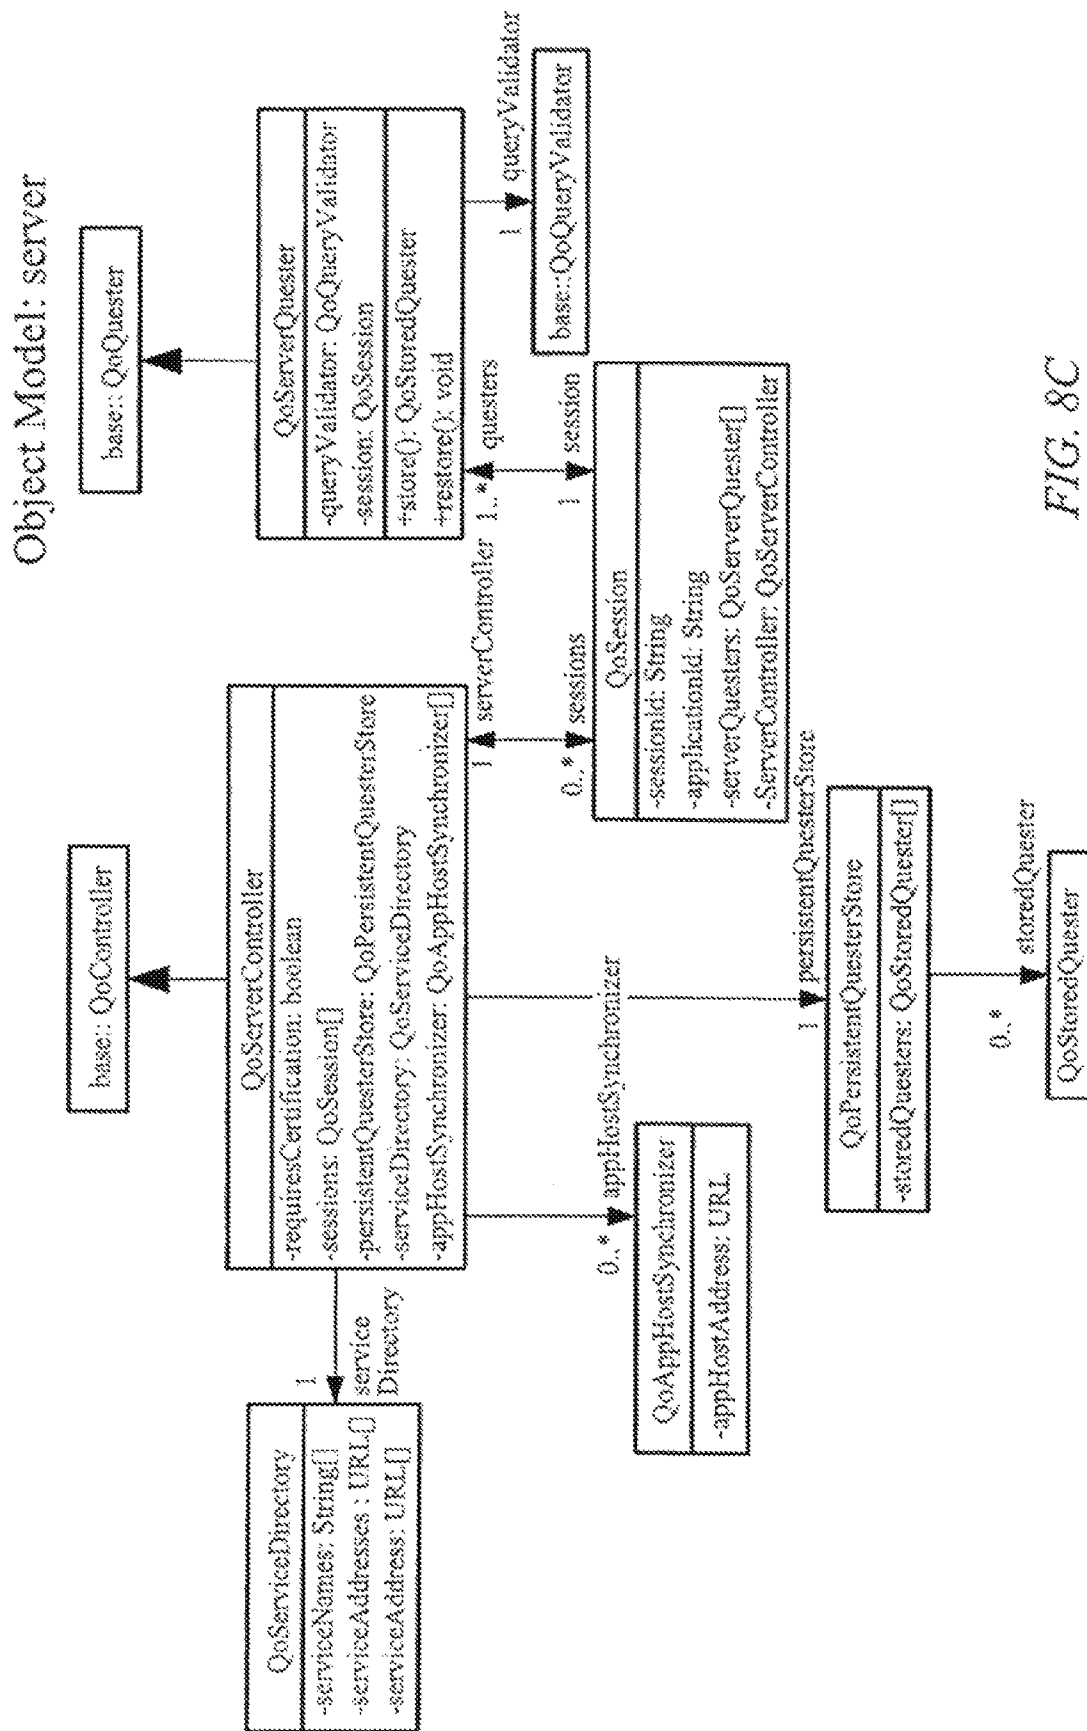 Object Model: server
base:: QoController
base:: QoQuester
QoServiceDirectory
-serviceNames: String[]
-serviceAddresses : URL[]
-serviceAddress: URL[]
1
service
Directory
QoServerController
-requiresCertification: boolean
-sessions: QoSession[]
-persistentQuesterStore: QoPersistentQuesterStore
-serviceDirectory: QoServiceDirectory
-appHostSynchronizer: QoAppHostSynchronizer[]
QoServerQuester
-queryValidator: QoQueryValidator
-session: QoSession
+store(): QoStoredQuester
+restore(): void
1
serverController
1..*
questers
1
queryValidator
0..*
appHostSynchronizer
0..*
sessions
1
session
base::QoQueryValidator
QoAppHostSynchronizer
-appHostAddress: URL
QoSession
-sessionId: String
-applicationId: String
-serverQuesters: QoServerQuester[]
-ServerController: QoServerController
1
persistentQuesterStore
QoPersistentQuesterStore
-storedQuesters: QoStoredQuester[]
0..*
storedQuester
QoStoredQuester
FIG. 8C